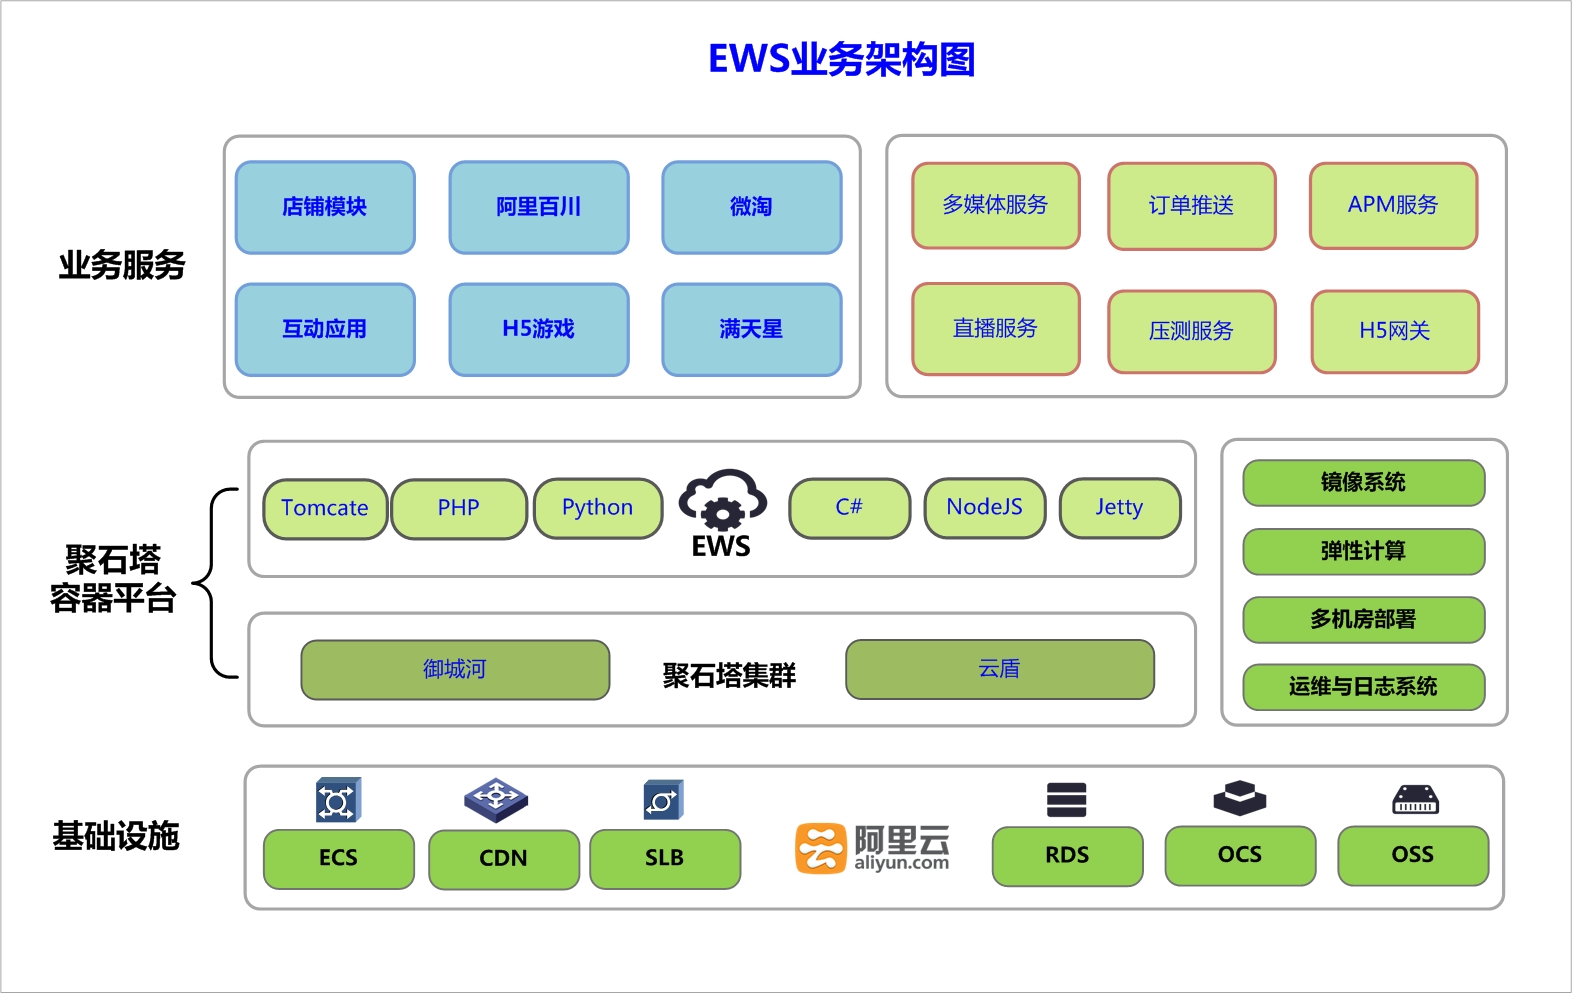 EWS业务架构图
业务服务
店铺模块
阿里百川
微淘
互动应用
H5游戏
满天星
多媒体服务
订单推送
APM服务
直播服务
压测服务
H5网关
聚石塔
容器平台
Tomcate
PHP
Python
EWS
C#
NodeJS
Jetty
御城河
聚石塔集群
云盾
镜像系统
弹性计算
多机房部署
运维与日志系统
基础设施
ECS
CDN
SLB
阿里云
aliyun.com
RDS
OCS
OSS